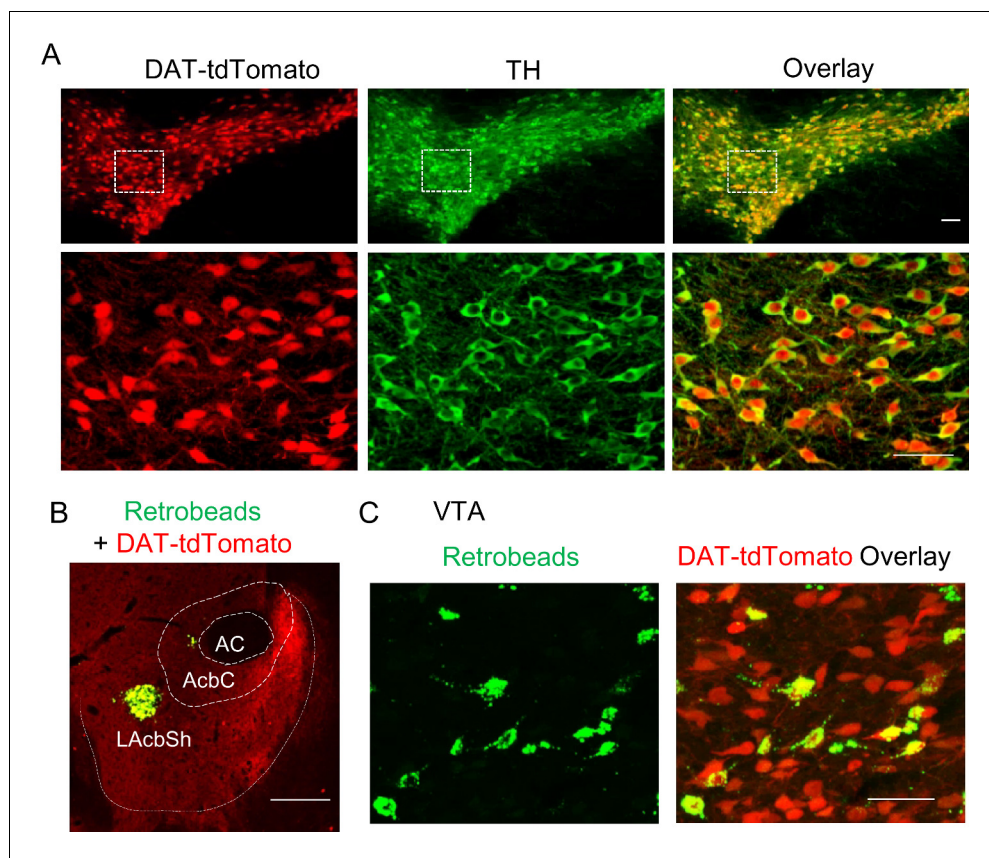 A
DAT-tdTomato
TH
Overlay
B
Retrobeads
+ DAT-tdTomato
AC
AcbC
LAcbSh
C
VTA
Retrobeads
DAT-tdTomato Overlay